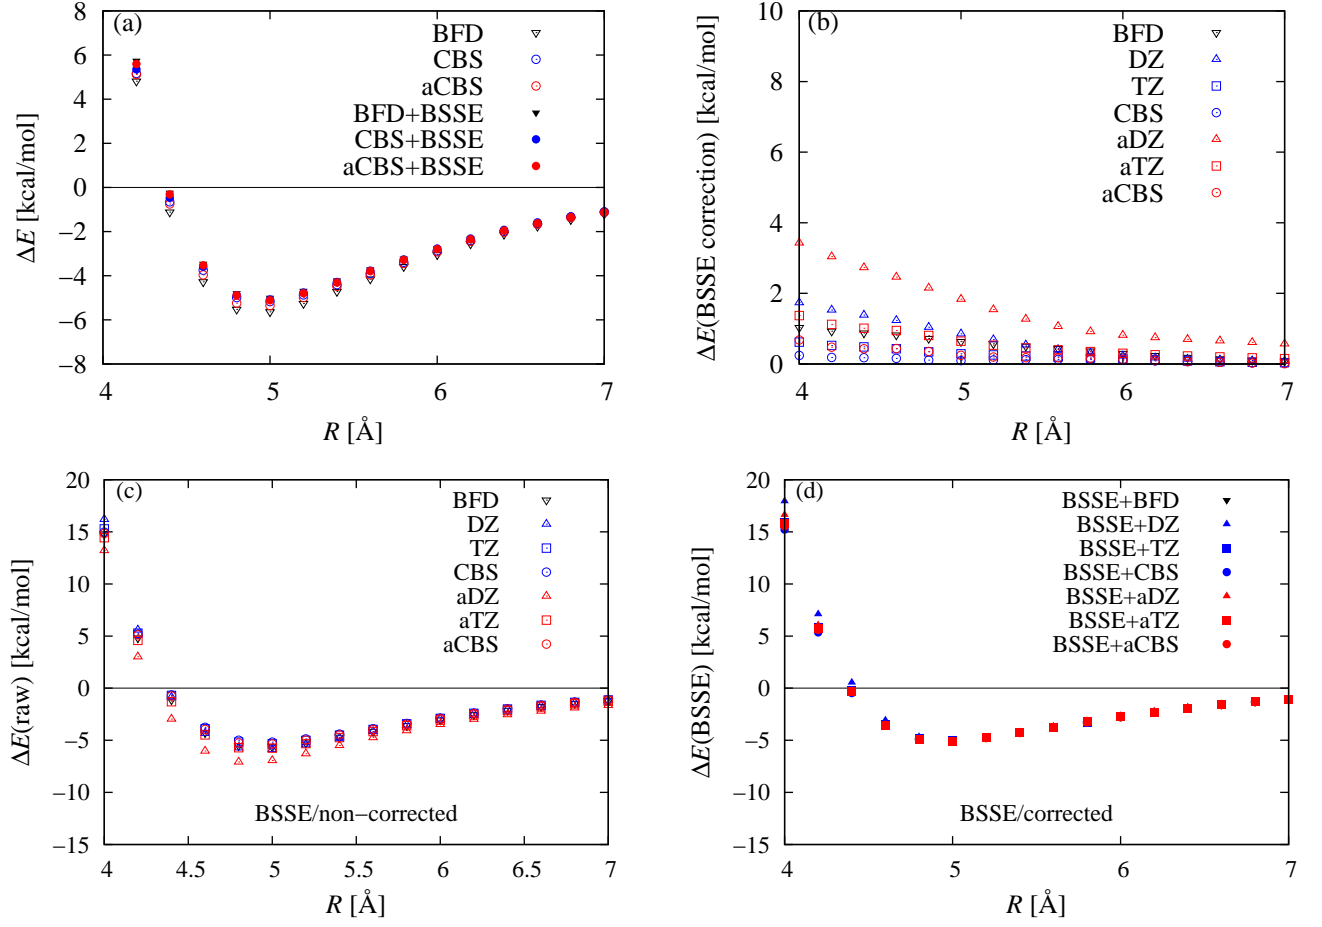 (a)
BFD
CBS
aCBS
BFD+BSSE
CBS+BSSE
aCBS+BSSE
8
6
4
2
0
−2
−4
−6
−8
4
5
6
7
ΔE [kcal/mol]
R [Å]
(b)
BFD
DZ
TZ
CBS
aDZ
aTZ
aCBS
10
8
6
4
2
0
4
5
6
7
ΔE(BSSE correction) [kcal/mol]
R [Å]
(c)
BFD
DZ
TZ
CBS
aDZ
aTZ
aCBS
20
15
10
5
0
−5
−10
−15
BSSE/non−corrected
4
4.5
5
5.5
6
6.5
7
ΔE(raw) [kcal/mol]
R [Å]
(d)
BSSE+BFD
BSSE+DZ
BSSE+TZ
BSSE+CBS
BSSE+aDZ
BSSE+aTZ
BSSE+aCBS
20
15
10
5
0
−5
−10
−15
BSSE/corrected
4
5
6
7
ΔE(BSSE) [kcal/mol]
R [Å]